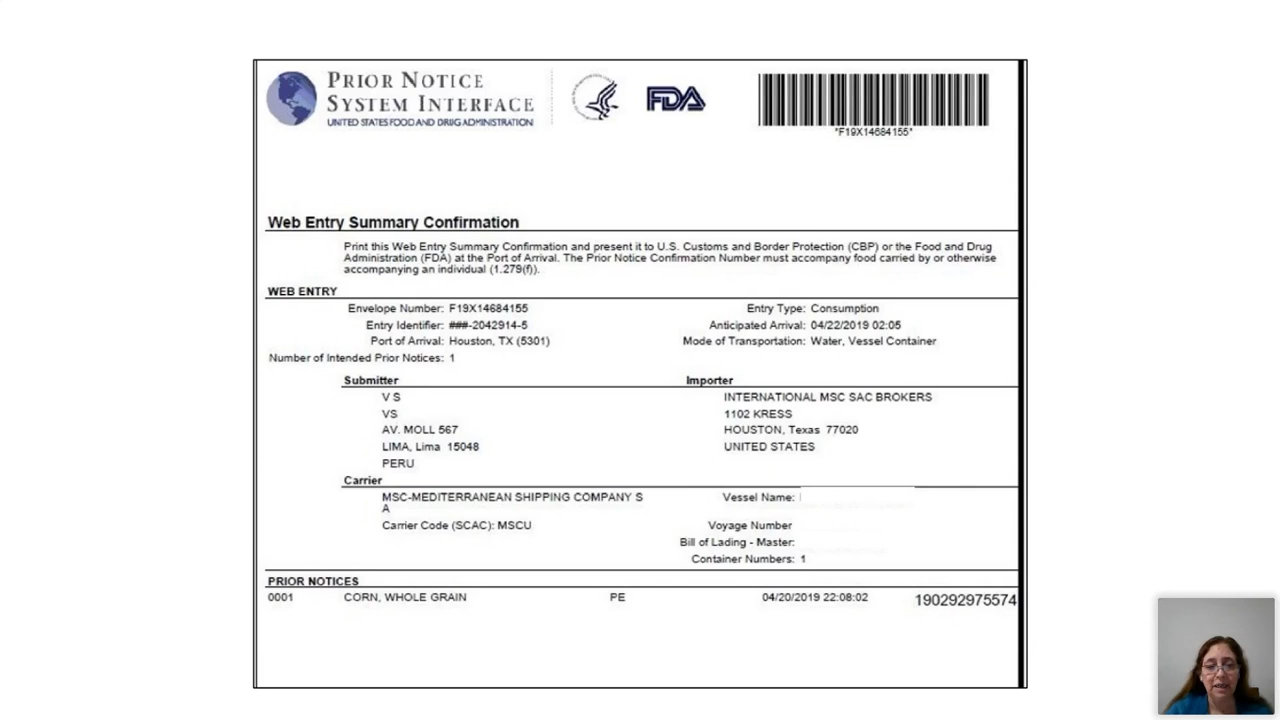 PRIOR NOTICE
SYSTEM INTERFACE
UNITED STATES FOOD AND DRUG ADMINISTRATION
FDA
*F19X14684155*
Web Entry Summary Confirmation
Print this Web Entry Summary Confirmation and present it to U.S. Customs and Border Protection (CBP) or the Food and Drug
Administration (FDA) at the Port of Arrival. The Prior Notice Confirmation Number must accompany food carried by or otherwise
accompanying an individual (1.279(f)).
WEB ENTRY
Envelope Number: F19X14684155 Entry Type: Consumption
Entry Identifier: ###-2042914-5 Anticipated Arrival: 04/22/2019 02:05
Port of Arrival: Houston, TX (5301) Mode of Transportation: Water, Vessel Container
Number of Intended Prior Notices: 1
Submitter Importer
V S INTERNATIONAL MSC SAC BROKERS
VS 1102 KRESS
AV. MOLL 567 HOUSTON, Texas 77020
LIMA, Lima 15048 UNITED STATES
PERU
Carrier
MSC-MEDITERRANEAN SHIPPING COMPANY S Vessel Name:
A
Carrier Code (SCAC): MSCU Voyage Number
Bill of Lading - Master:
Container Numbers: 1
PRIOR NOTICES
0001 CORN, WHOLE GRAIN PE 04/20/2019 22:08:02 190292975574